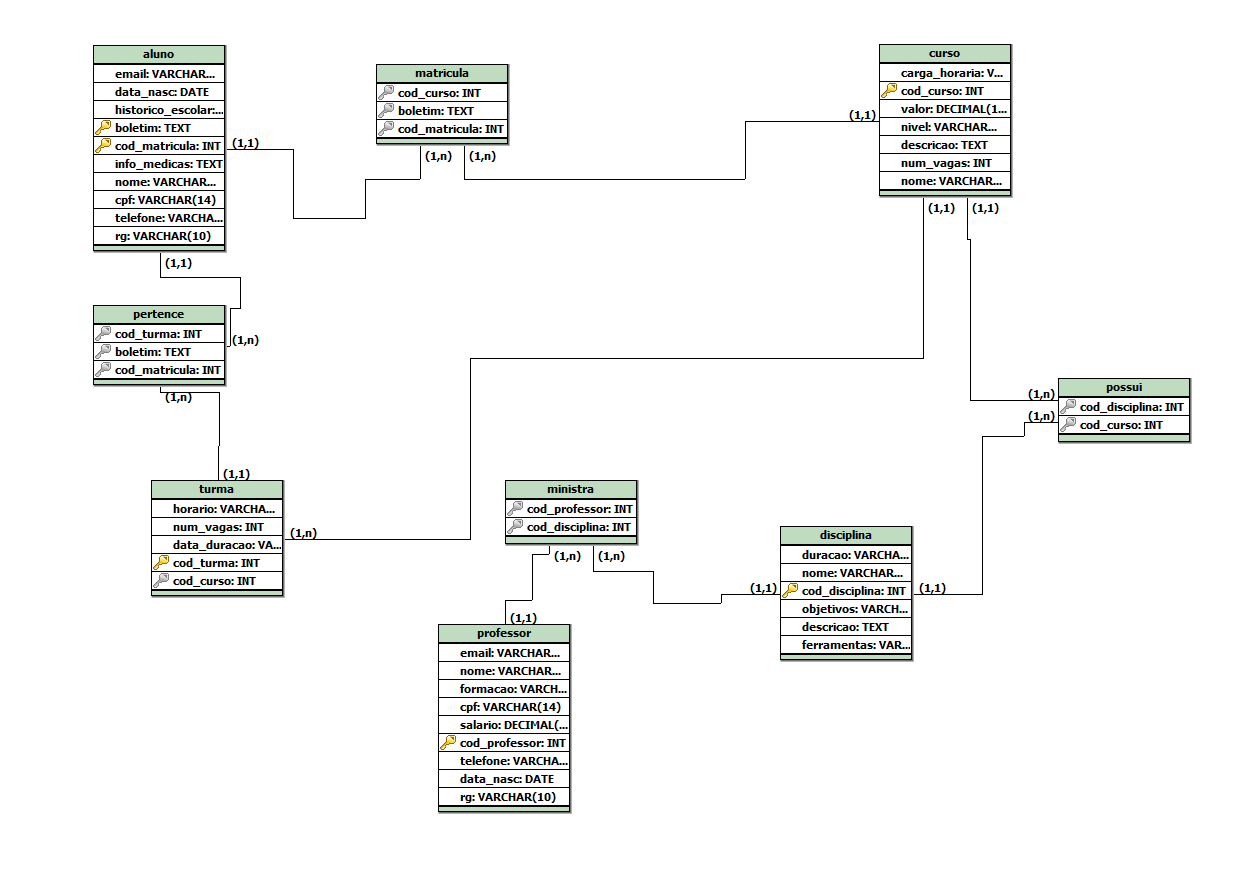 aluno
email: VARCHAR...
data_nasc: DATE
historico_escolar:...
boletim: TEXT
cod_matricula: INT
info_medicas: TEXT
nome: VARCHAR...
cpf: VARCHAR(14)
telefone: VARCHA...
rg: VARCHAR(10)
(1,1)
(1,1)
matricula
cod_curso: INT
boletim: TEXT
cod_matricula: INT
(1,n)
(1,n)
curso
carga_horaria: V...
cod_curso: INT
valor: DECIMAL(1...
nivel: VARCHAR...
descricao: TEXT
num_vagas: INT
nome: VARCHAR...
(1,1)
(1,1)
(1,1)
pertence
cod_turma: INT
boletim: TEXT
cod_matricula: INT
(1,n)
(1,n)
possui
cod_disciplina: INT
cod_curso: INT
(1,n)
(1,n)
turma
horario: VARCHA...
num_vagas: INT
data_duracao: VA...
cod_turma: INT
cod_curso: INT
(1,1)
(1,n)
ministra
cod_professor: INT
cod_disciplina: INT
(1,n)
(1,n)
disciplina
duracao: VARCHA...
nome: VARCHAR...
cod_disciplina: INT
objetivos: VARCH...
descricao: TEXT
ferramentas: VAR...
(1,1)
(1,1)
professor
email: VARCHAR...
nome: VARCHAR...
formacao: VARCH...
cpf: VARCHAR(14)
salario: DECIMAL(...
cod_professor: INT
telefone: VARCHA...
data_nasc: DATE
rg: VARCHAR(10)
(1,1)